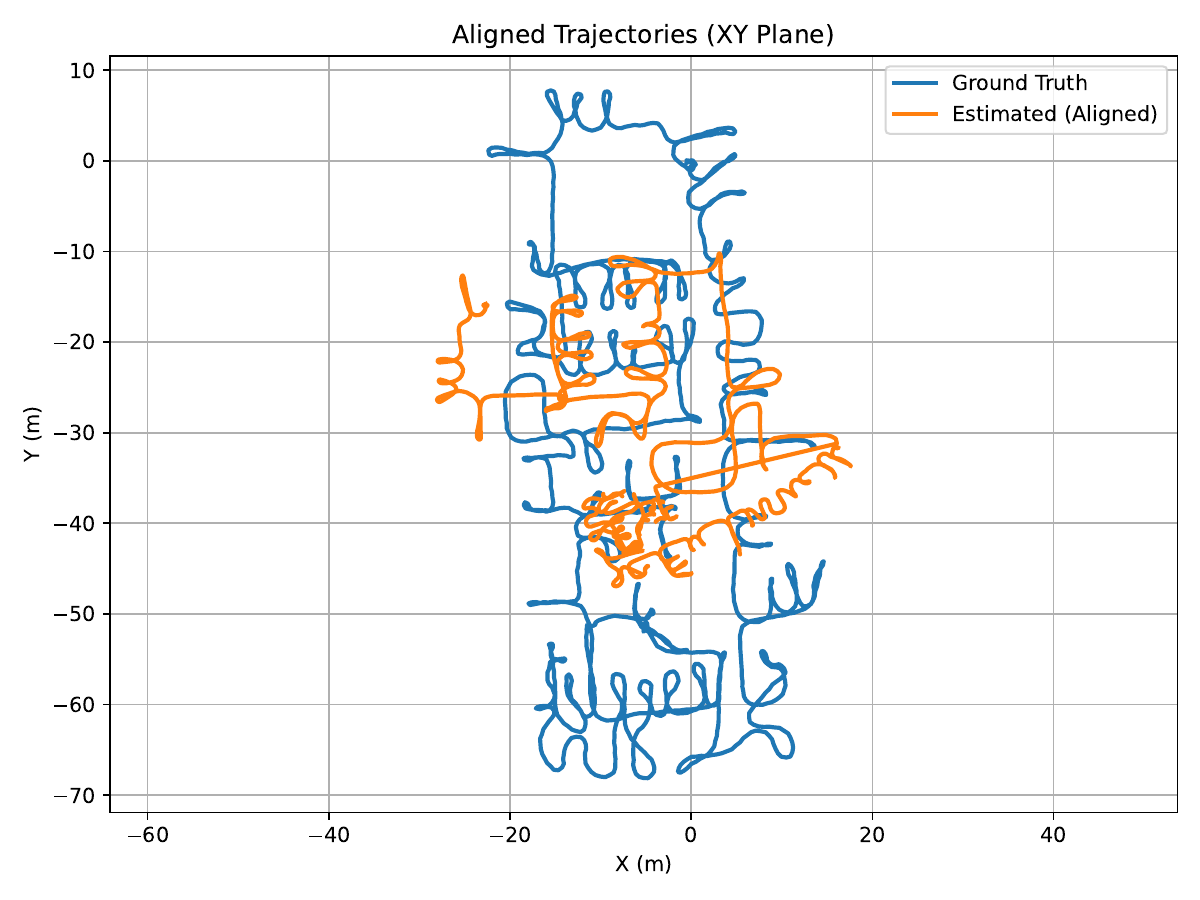 Aligned Trajectories (XY Plane)
Ground Truth
Estimated (Aligned)
10
0
−10
−20
−30
−40
−50
−60
−70
Y (m)
−60 −40 −20 0 20 40
X (m)